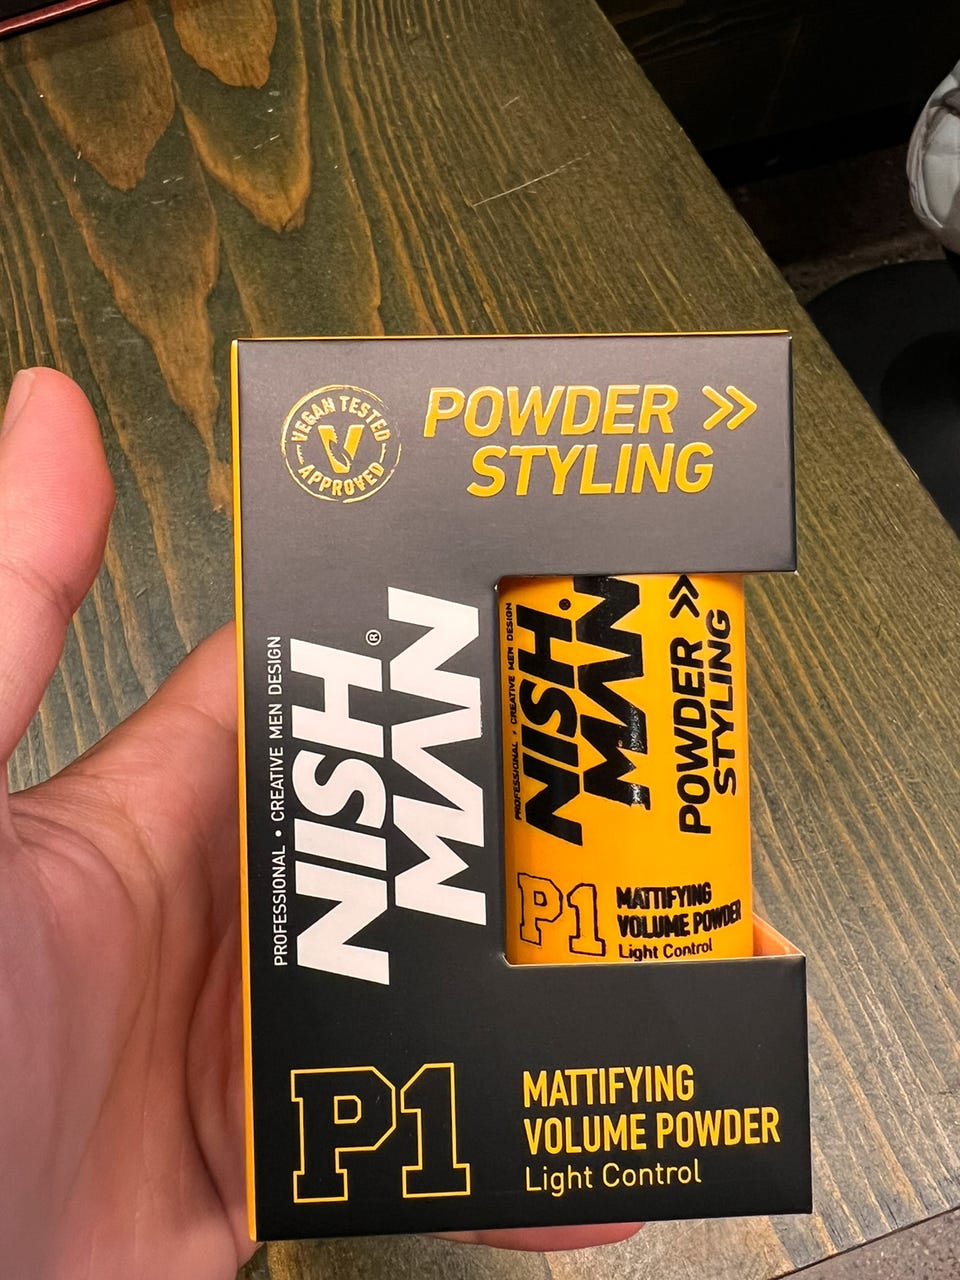 VEGAN TESTED
APPROVED
V
POWDER >>
STYLING
PROFESSIONAL • CREATIVE MEN DESIGN
NISH®
MAN
P1
MATTIFYING
VOLUME POWDER
Light Control
PROFESSIONAL • CREATIVE MEN DESIGN
NISH®
MAN
POWDER >>
STYLING
P1
MATTIFYING
VOLUME POWDER
Light Control